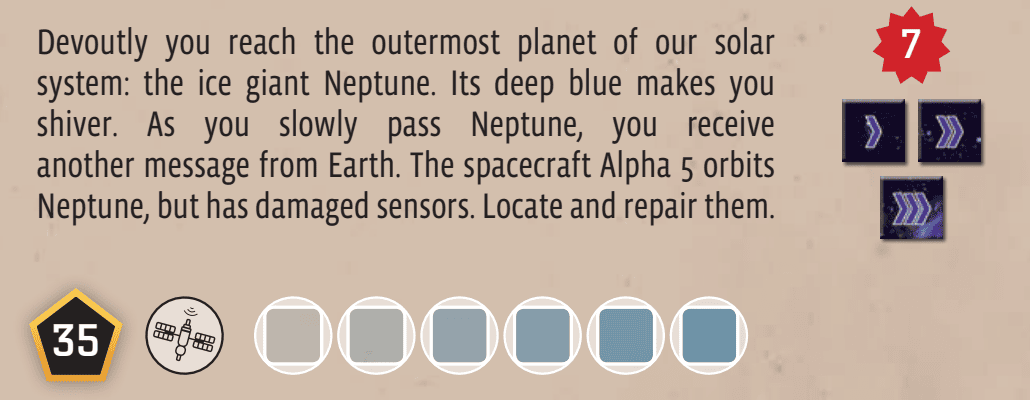 Devoutly you reach the outermost planet of our solar
system: the ice giant Neptune. Its deep blue makes you
shiver. As you slowly pass Neptune, you receive
another message from Earth. The spacecraft Alpha 5 orbits
Neptune, but has damaged sensors. Locate and repair them.
7
35